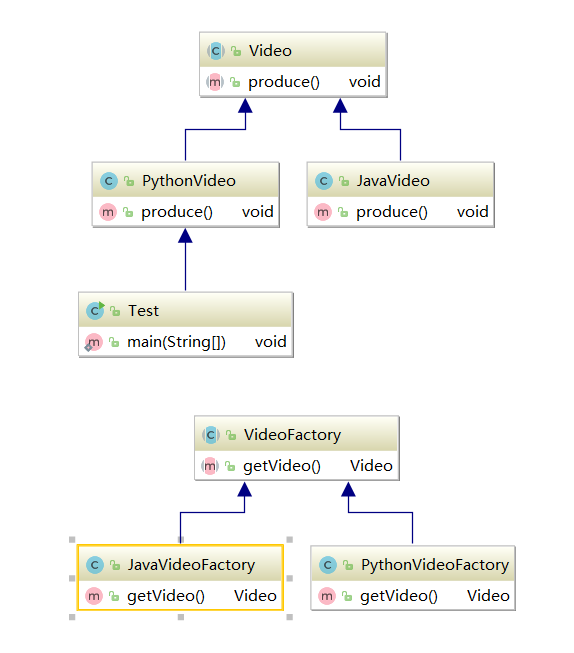 Video
produce() void
PythonVideo
produce() void
JavaVideo
produce() void
Test
main(String[]) void
VideoFactory
getVideo() Video
JavaVideoFactory
getVideo() Video
PythonVideoFactory
getVideo() Video